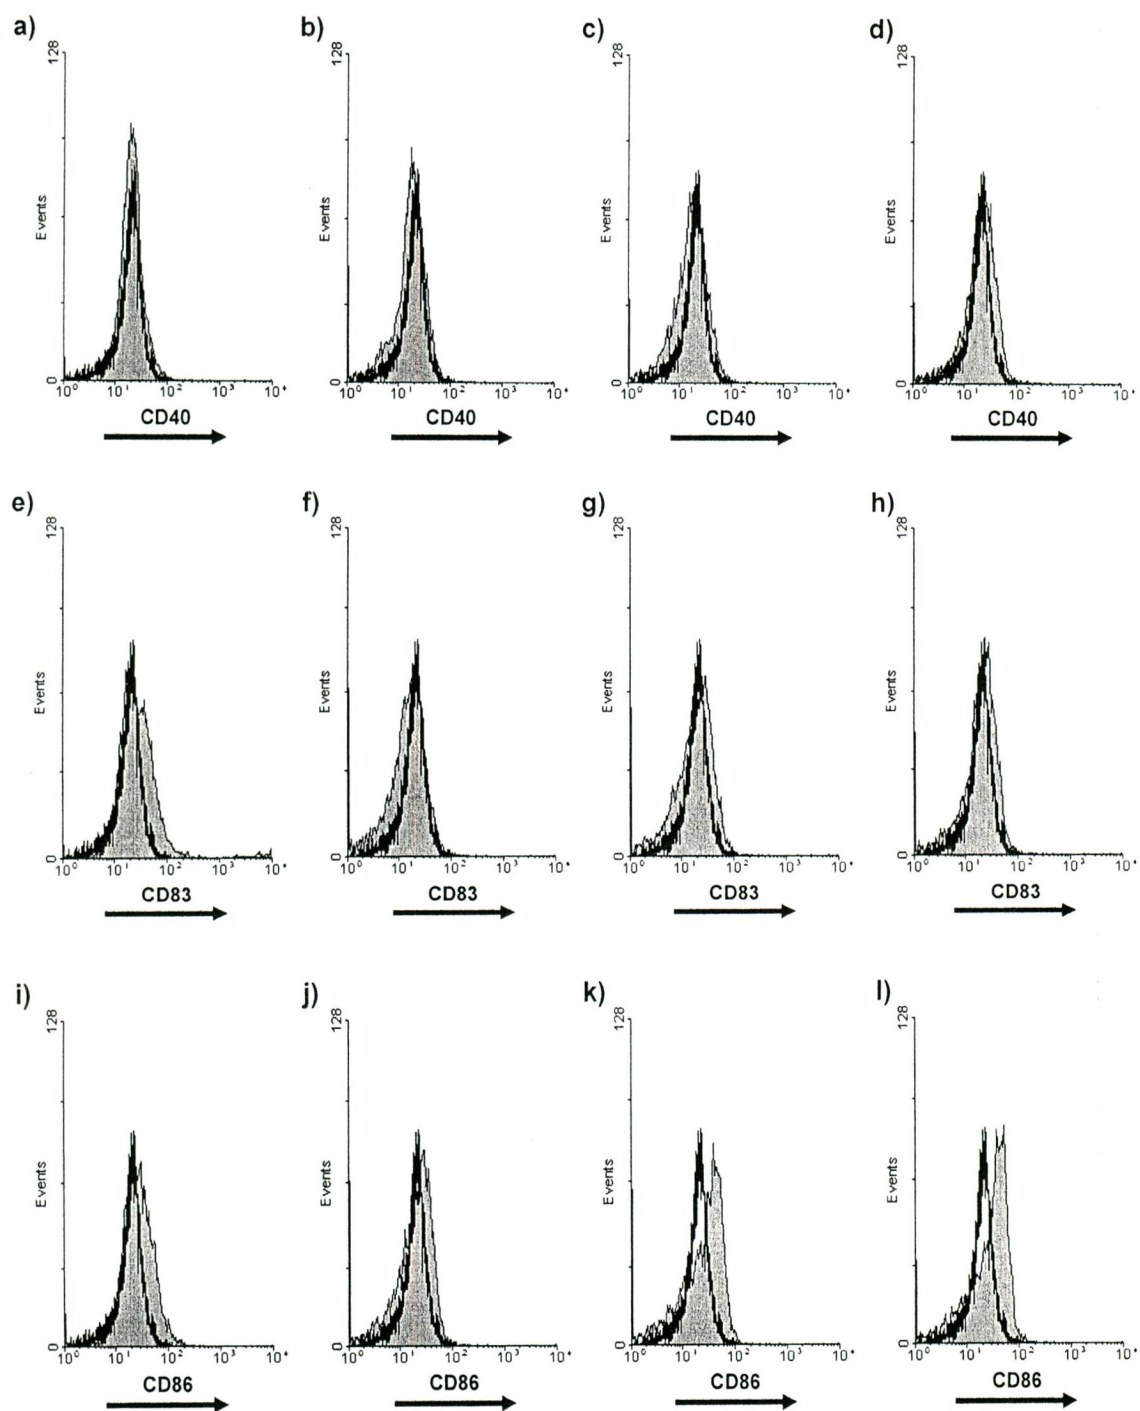 a) b) c) d)
128 128 128 128
Events Events Events Events
0 0 0 0
10⁰ 10¹ 10² 10³ 10⁴ 10⁰ 10¹ 10² 10³ 10⁴ 10⁰ 10¹ 10² 10³ 10⁴ 10⁰ 10¹ 10² 10³ 10⁴
CD40 CD40 CD40 CD40
e) f) g) h)
128 128 128 128
Events Events Events Events
0 0 0 0
10⁰ 10¹ 10² 10³ 10⁴ 10⁰ 10¹ 10² 10³ 10⁴ 10⁰ 10¹ 10² 10³ 10⁴ 10⁰ 10¹ 10² 10³ 10⁴
CD83 CD83 CD83 CD83
i) j) k) l)
128 128 128 128
Events Events Events Events
0 0 0 0
10⁰ 10¹ 10² 10³ 10⁴ 10⁰ 10¹ 10² 10³ 10⁴ 10⁰ 10¹ 10² 10³ 10⁴ 10⁰ 10¹ 10² 10³ 10⁴
CD86 CD86 CD86 CD86